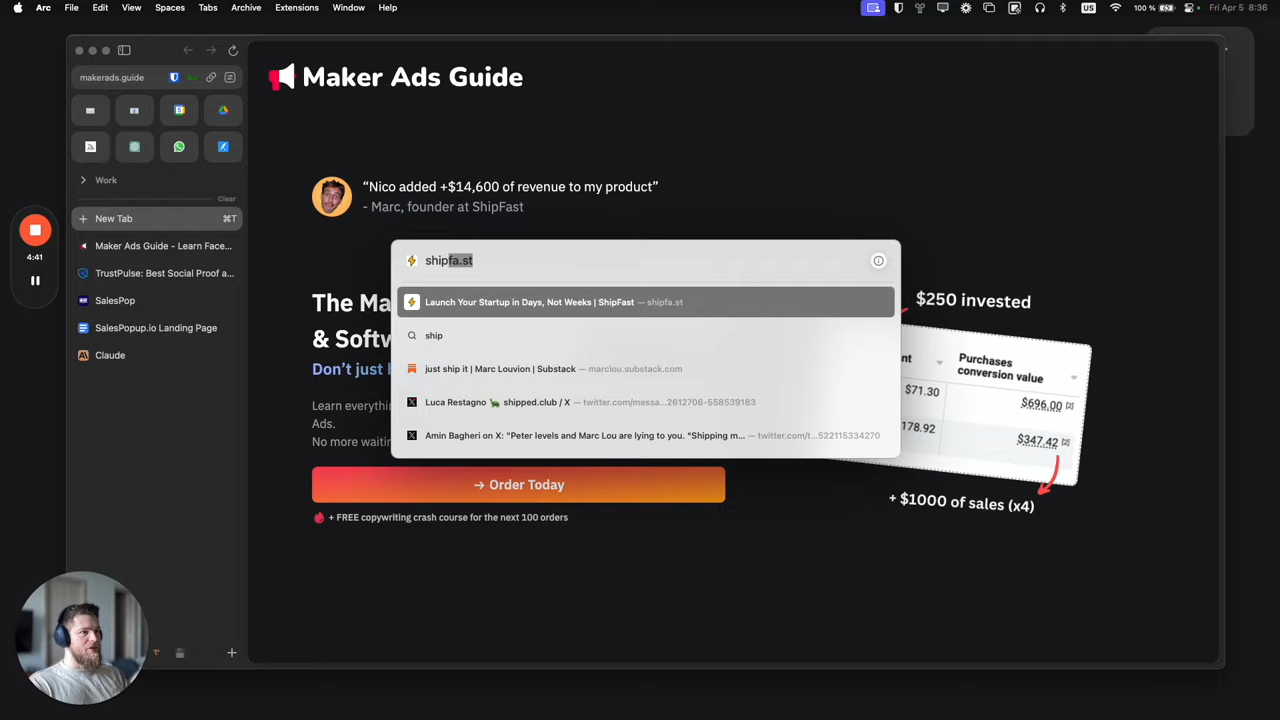 Arc File Edit View Spaces Tabs Archive Extensions Window Help
US 100 % Fri Apr 5 8:36
makerads.guide
Work
Clear
New Tab ⌘T
Maker Ads Guide - Learn Face...
TrustPulse: Best Social Proof a...
SalesPop
SalesPopup.io Landing Page
Claude
4:41
Maker Ads Guide
“Nico added +$14,600 of revenue to my product”
- Marc, founder at ShipFast
shipfa.st
Launch Your Startup in Days, Not Weeks | ShipFast — shipfa.st
ship
just ship it | Marc Louvion | Substack — marclou.substack.com
Luca Restagno 🦖 shipped.club / X — twitter.com/messa...2612706-558539183
Amin Bagheri on X: "Peter levels and Marc Lou are lying to you. “Shipping m... — twitter.com/t...522115334270
The Ma
& Softw
Don’t just
Learn everythin
Ads.
No more waitin
→ Order Today
+ FREE copywriting crash course for the next 100 orders
$250 invested
Purchases
conversion value
$71.30 $696.00 [2]
178.92 $347.42 [2]
+ $1000 of sales (x4)